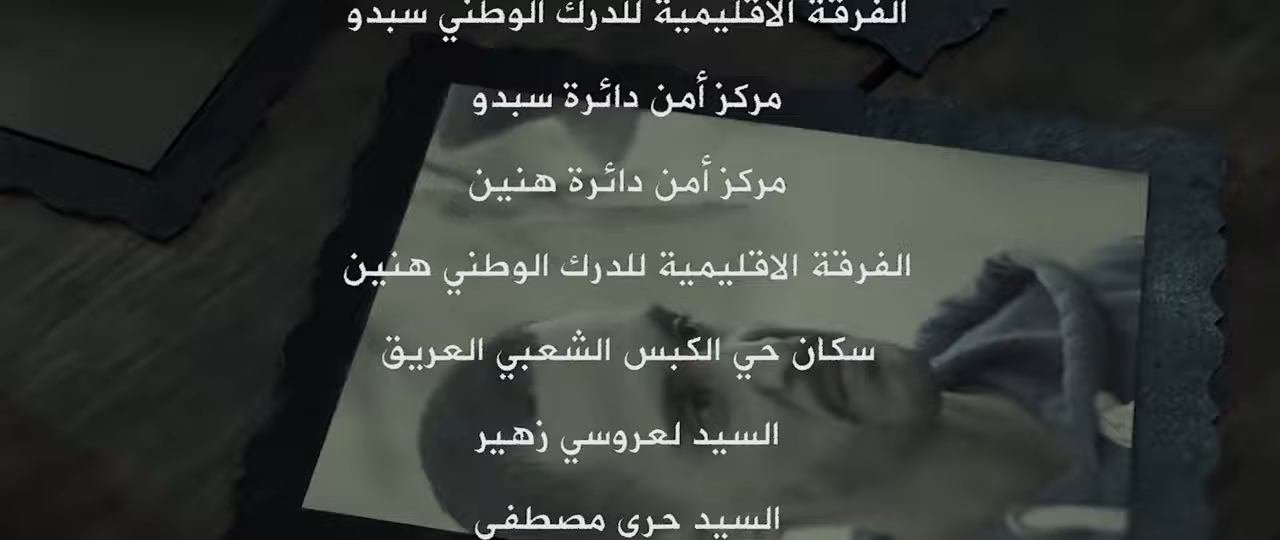 الفرقة الاقليمية للدرك الوطني سبدو
مركز أمن دائرة سبدو
مركز أمن دائرة هنين
الفرقة الاقليمية للدرك الوطني هنين
سكان حي الكبس الشعبي العريق
السيد لعروسي زهير
السيد حري مصطفي